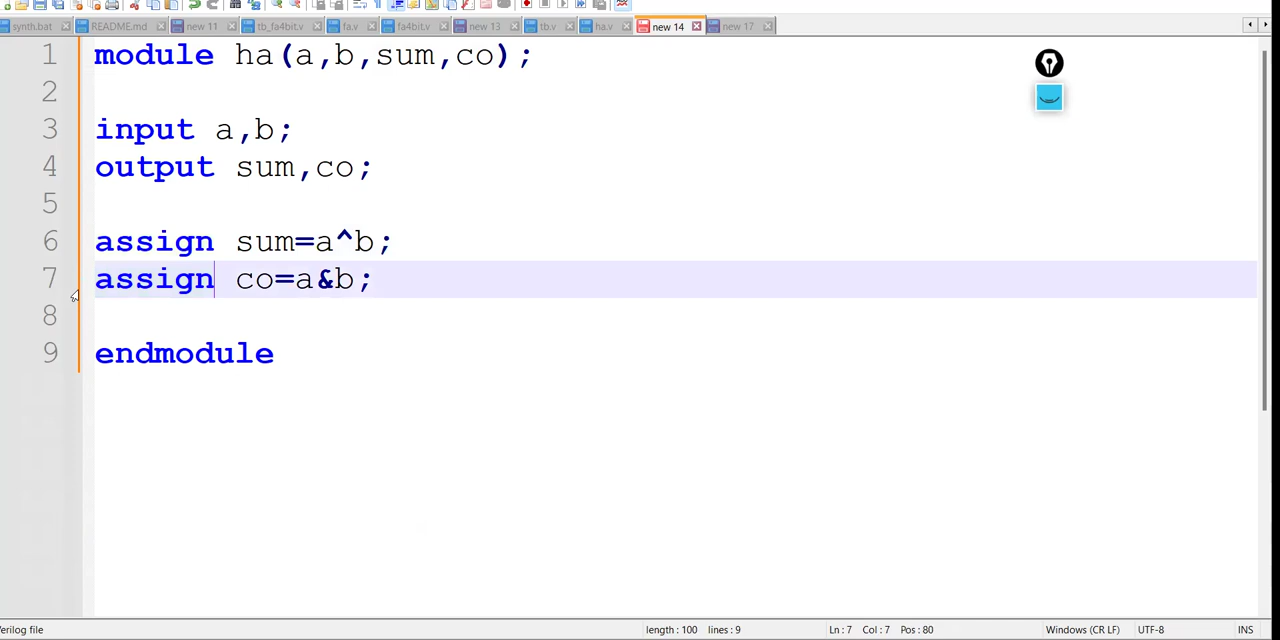 synth.bat README.md new 11 tb_fa4bit.v fa.v fa4bit.v new 13 tb.v ha.v new 14 new 17
1 module ha(a,b,sum,co);
2
3 input a,b;
4 output sum,co;
5
6 assign sum=a^b;
7 assign co=a&b;
8
9 endmodule
erilog file length : 100 lines : 9 Ln : 7 Col : 7 Pos : 80 Windows (CR LF) UTF-8 INS